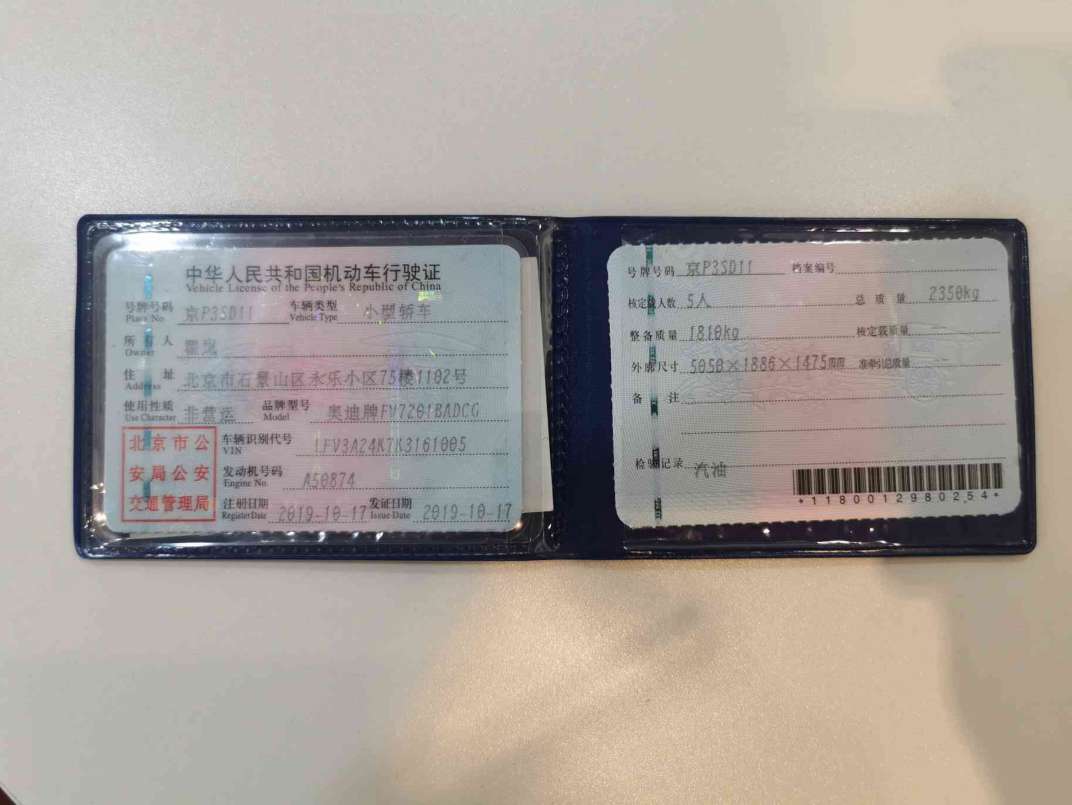 中华人民共和国机动车行驶证
Vehicle License of the People's Republic of China
号牌号码 京P3SD11 车辆类型 小型轿车
Plate No. Vehicle Type
所有人
Owner
住址 北京市石景山区永乐小区75楼1102号
Address
使用性质 非营运 品牌型号 奥迪牌FV7201BADCG
Use Character Model
车辆识别代号 LFV3A24K7K3161005
VIN
发动机号码 A50874
Engine No.
注册日期 2019-10-17 发证日期 2019-10-17
Register Date Issue Date
北京市公
安局公安
交通管理局
号牌号码 京P3SD11 档案编号
核定载人数 5人 总质量 2350kg
整备质量 1810kg 核定载质量
外廓尺寸 5050×1886×1475mm 准牵引总质量
备注
检验记录 汽油
*1180012980254*